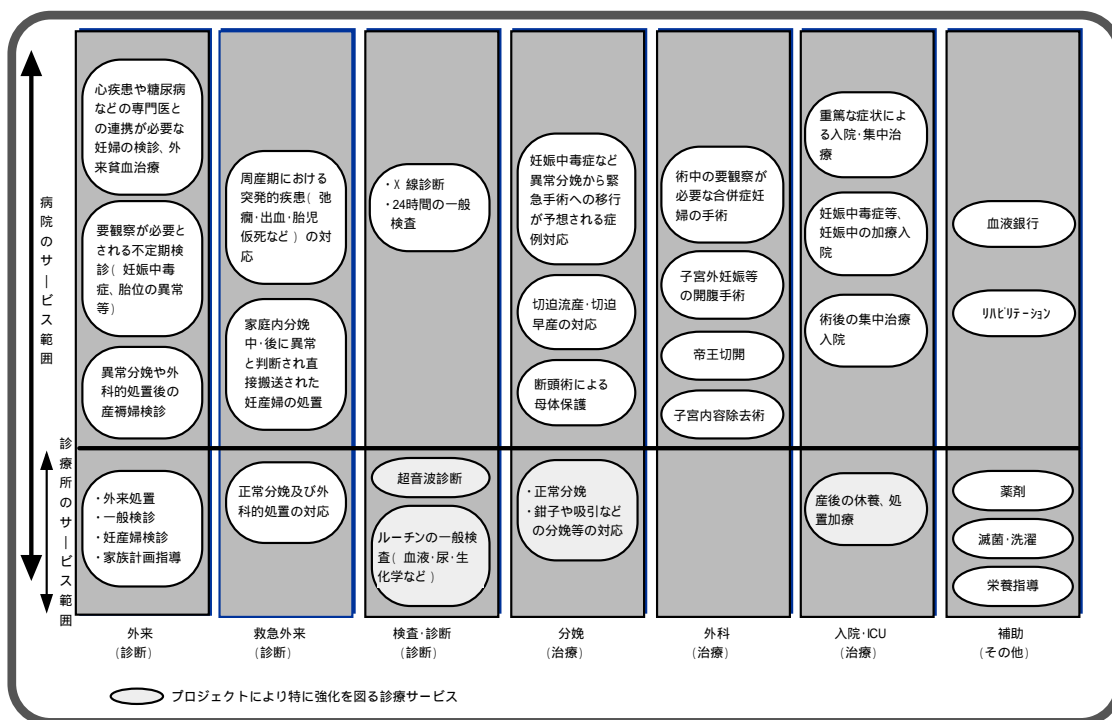 病院のサービス範囲
診療所のサービス範囲
心疾患や糖尿病
などの専門医と
の連携が必要な
妊婦の検診、外
来貧血治療
要観察が必要と
される不定期検
診(妊娠中毒
症、胎位の異常
等)
異常分娩や外
科的処置後の
産褥婦検診
・外来処置
・一般検診
・妊産婦検診
・家族計画指導
外来
(診断)
周産期における
突発的疾患(弛
癇・出血・胎児
仮死など)の対
応
家庭内分娩
中・後に異常
と判断され直
接搬送された
妊産婦の処置
正常分娩及び外
科的処置の対応
救急外来
(診断)
・X線診断
・24時間の一般
検査
超音波診断
ルーチンの一般検
査(血液・尿・生
化学など)
検査・診断
(診断)
妊娠中毒症など
異常分娩から緊
急手術への移行
が予想される症
例対応
切迫流産・切迫
早産の対応
断頭術による
母体保護
・正常分娩
・鉗子や吸引など
の分娩等の対応
分娩
(治療)
術中の要観察が
必要な合併症妊
婦の手術
子宮外妊娠等
の開腹手術
帝王切開
子宮内容除去術
外科
(治療)
重篤な症状によ
る入院・集中治
療
妊娠中毒症等、
妊娠中の加療入
院
術後の集中治療
入院
産後の休養、処
置加療
入院・ICU
(治療)
血液銀行
ﾘﾊﾋﾞﾘﾃｰｼｮﾝ
薬剤
滅菌・洗濯
栄養指導
補助
(その他)
プロジェクトにより特に強化を図る診療サービス